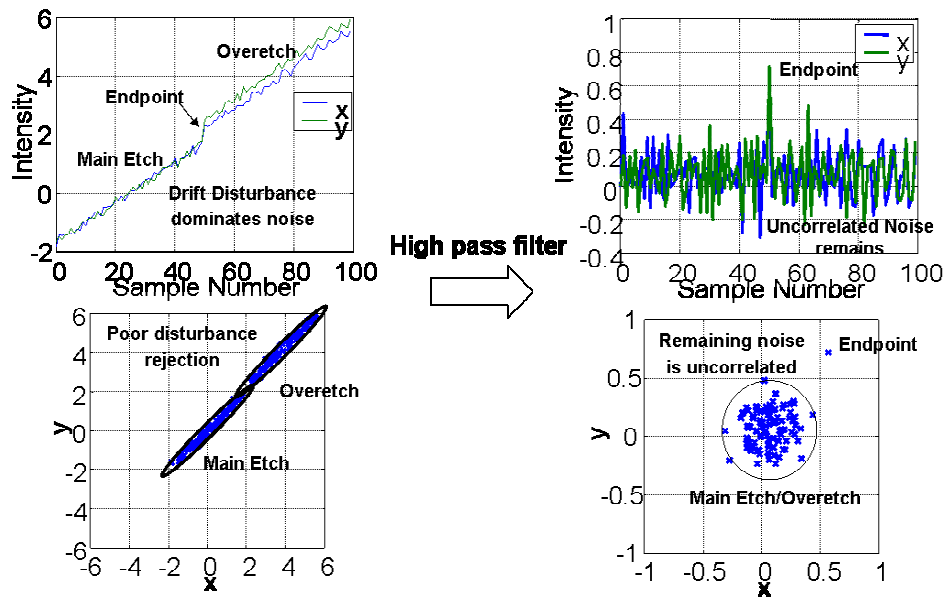 6
4
2
0
-2
Intensity
Overetch
Endpoint
Main Etch
x
y
Drift Disturbance
dominates noise
0 20 40 60 80 100
Sample Number
High pass filter
1
0.8
0.6
0.4
0.2
0
-0.2
-0.4
Intensity
x
y
Endpoint
Uncorrelated Noise
remains
0 20 40 60 80 100
Sample Number
6
4
2
0
-2
-4
-6
y
Poor disturbance
rejection
Overetch
Main Etch
-6 -4 -2 0 2 4 6
x
1
0.5
0
-0.5
-1
y
Remaining noise
is uncorrelated
Endpoint
Main Etch/Overetch
-1 -0.5 0 0.5 1
x